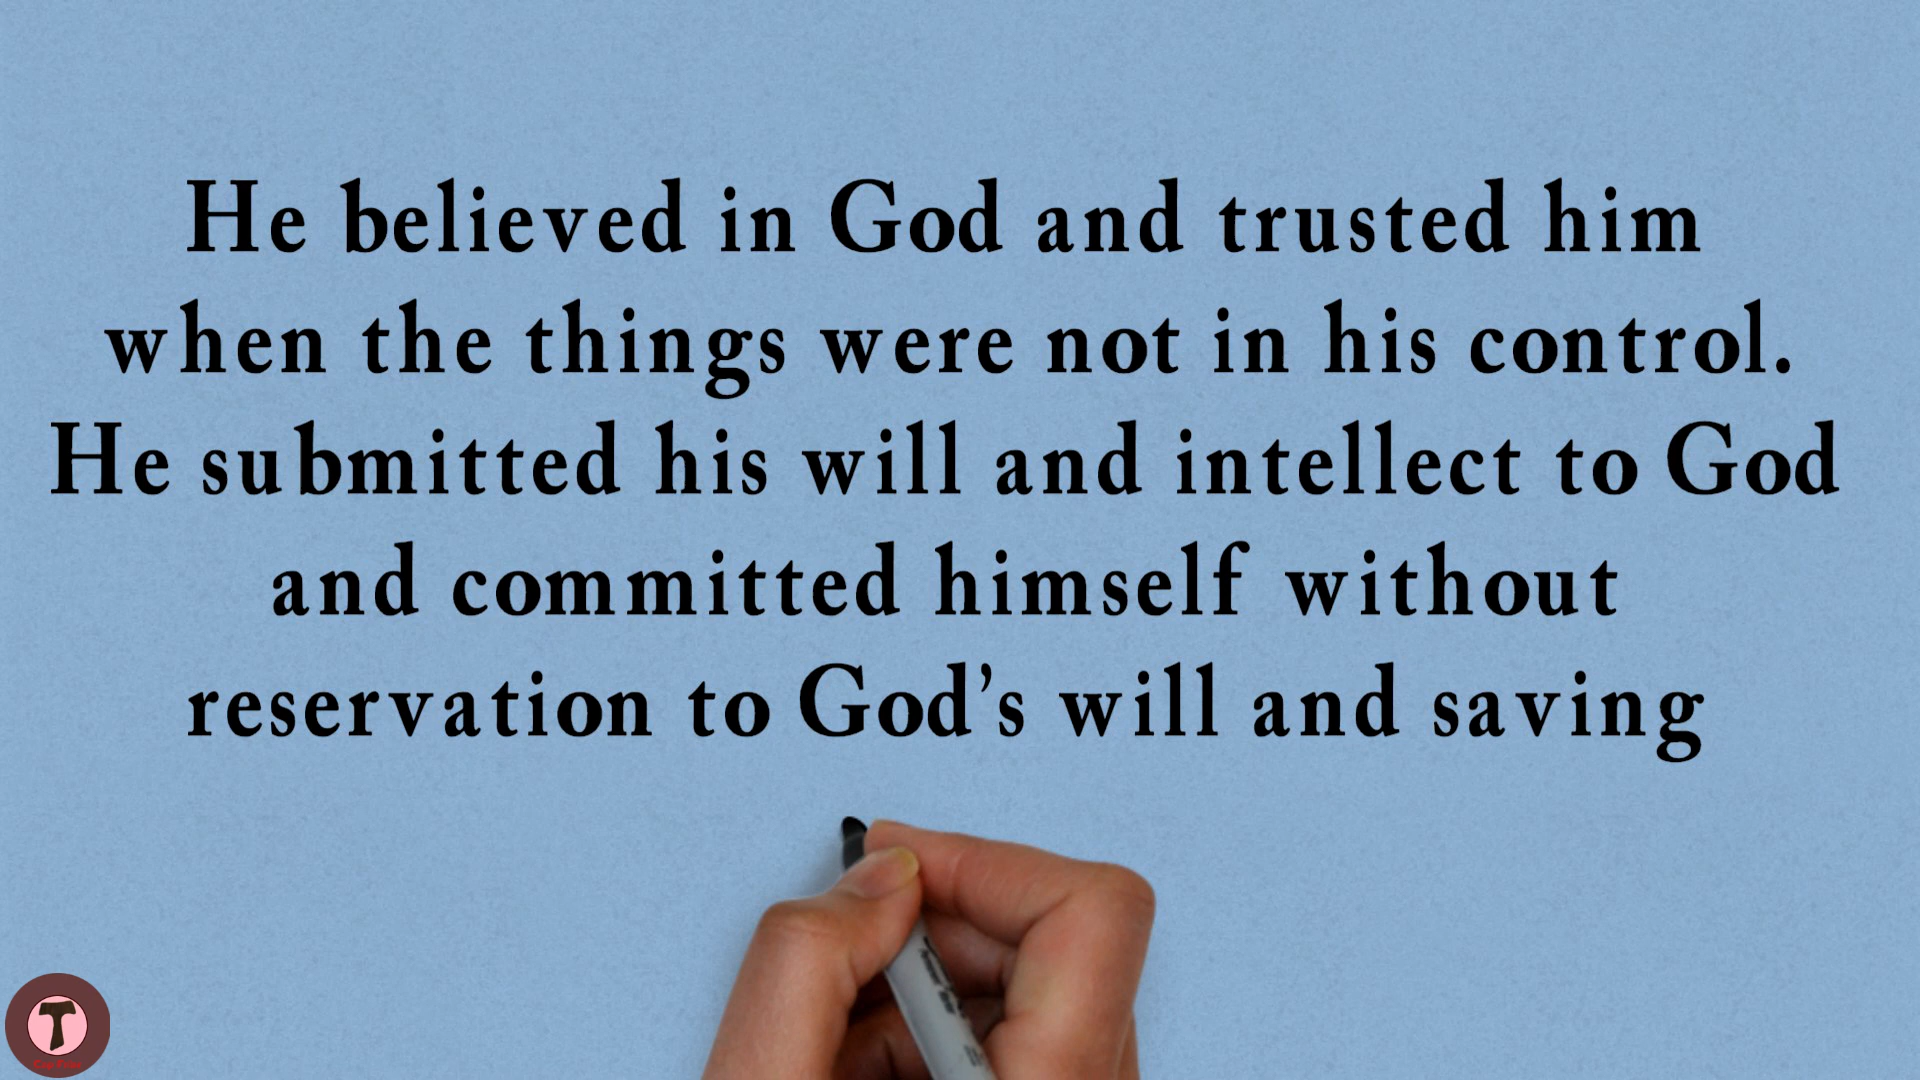 He believed in God and trusted him
when the things were not in his control.
He submitted his will and intellect to God
and committed himself without
reservation to God’s will and saving
T